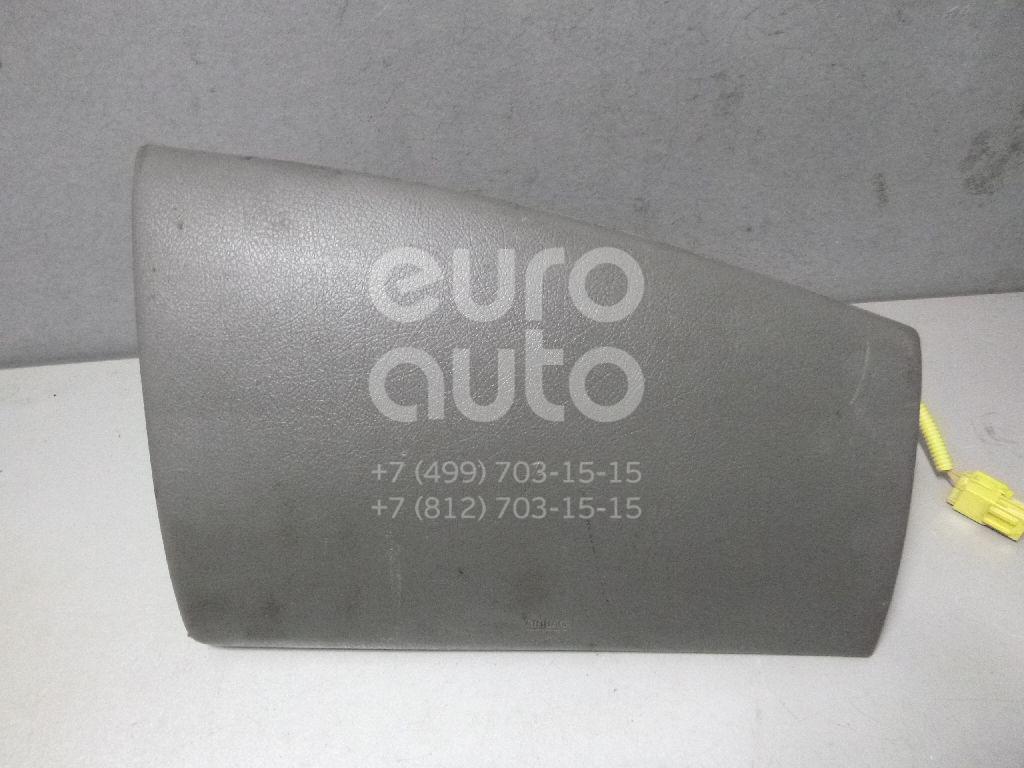 euro
auto
+7 (499) 703-15-15
+7 (812) 703-15-15